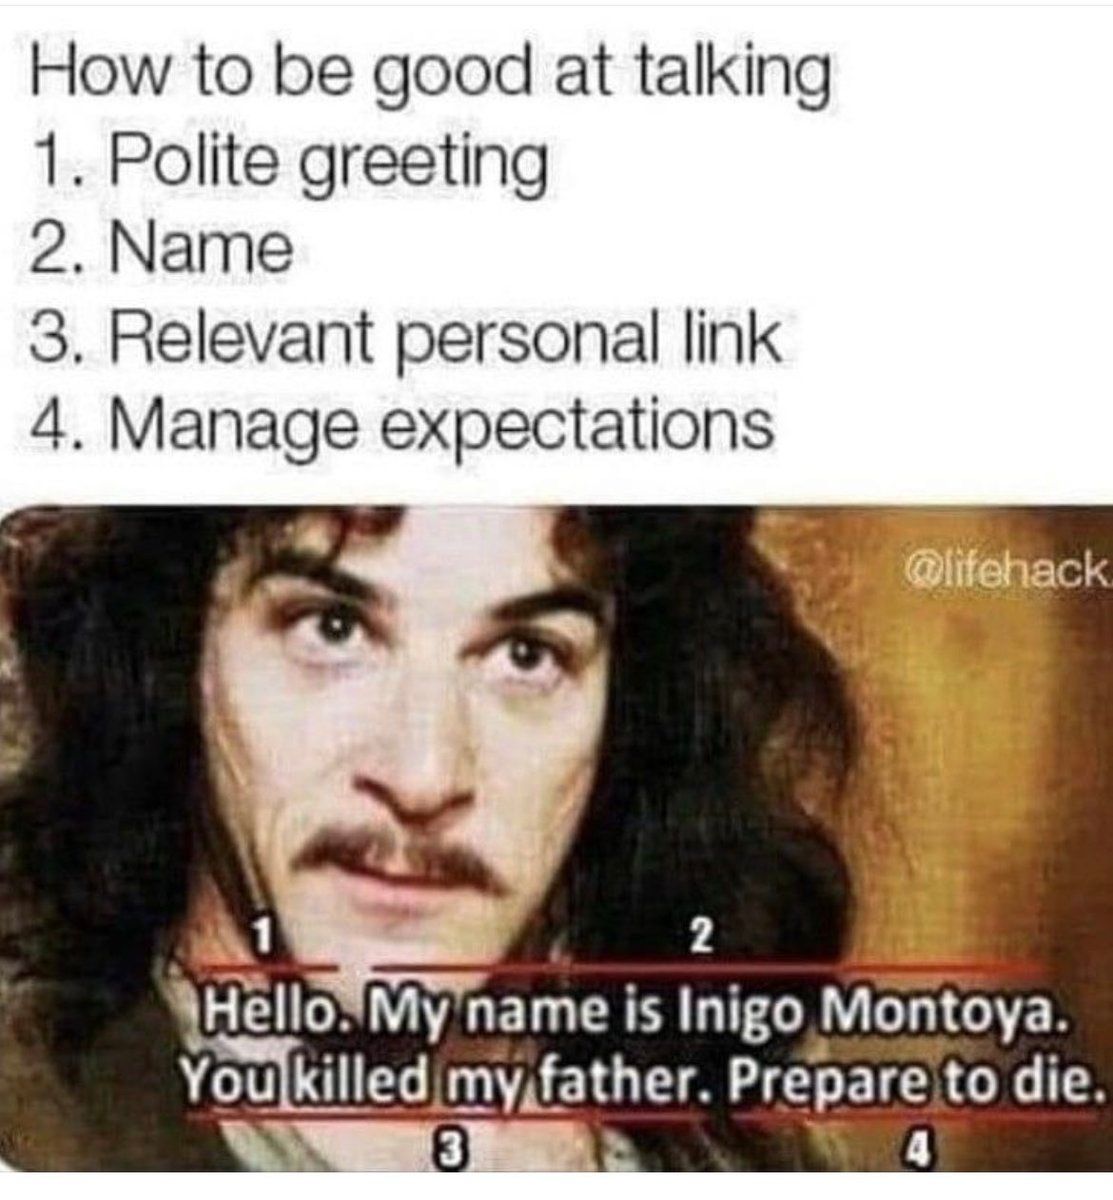 How to be good at talking
1. Polite greeting
2. Name
3. Relevant personal link
4. Manage expectations
@lifehack.
1 2
Hello. My name is Inigo Montoya.
You killed my father. Prepare to die.
3 4